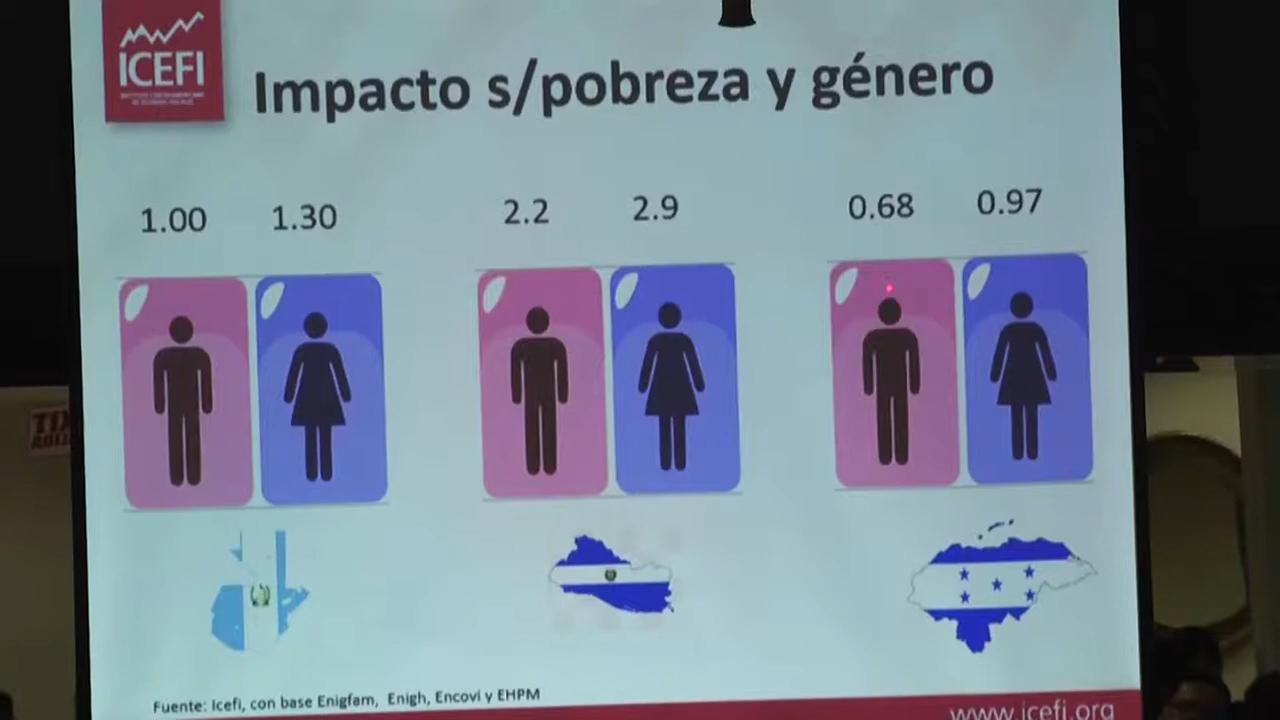 ICEFI
Impacto s/pobreza y género
1.00 1.30 2.2 2.9 0.68 0.97
Fuente: Icefi, con base Enigfam, Enigh, Encovi y EHPM
www.icefi.org